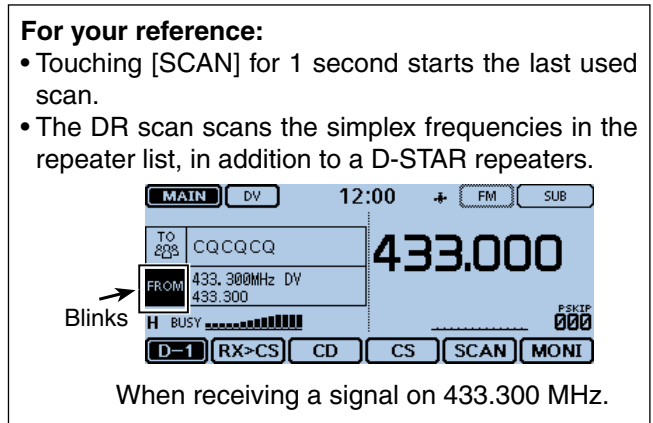 For your reference:
• Touching [SCAN] for 1 second starts the last used
scan.
• The DR scan scans the simplex frequencies in the
repeater list, in addition to a D-STAR repeaters.
MAIN DV 12:00 FM SUB
TO CQCQCQ 433.000
FROM 433.300MHz DV
433.300
Blinks
H BUSY PSKIP
000
D-1 RX>CS CD CS SCAN MONI
When receiving a signal on 433.300 MHz.